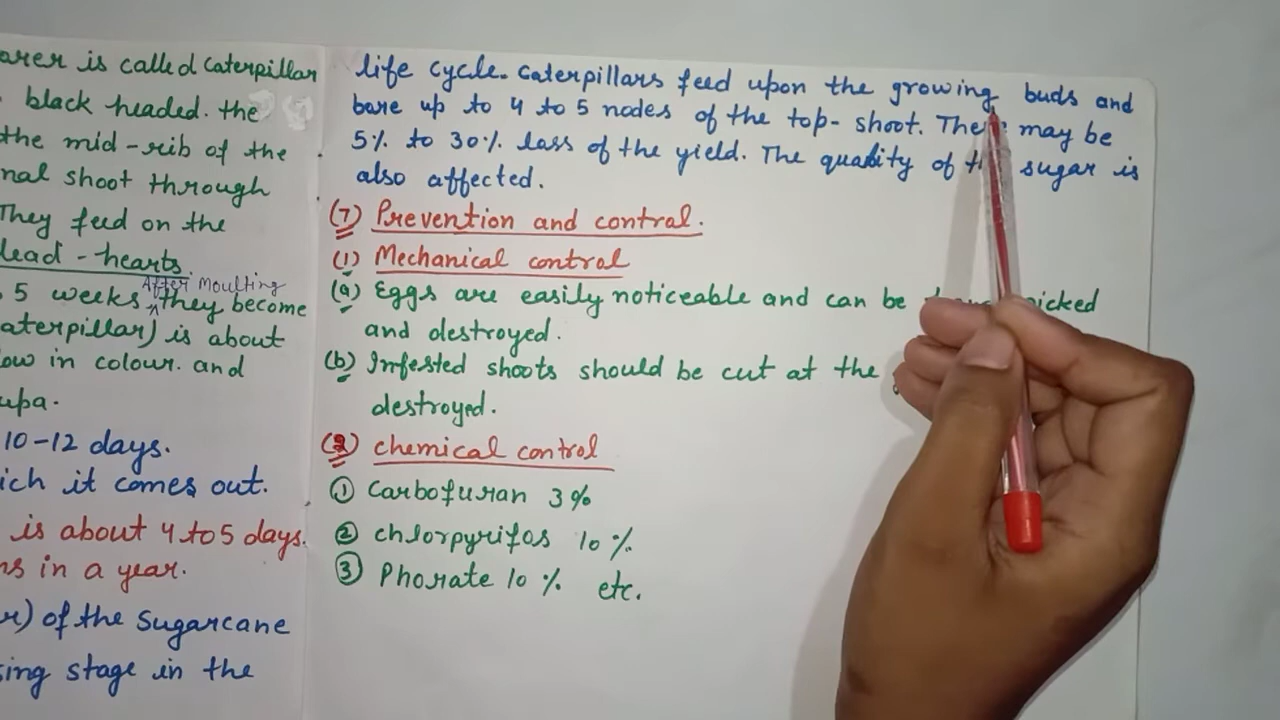 arer is called Caterpillar
black headed. the
the mid-rib of the
nal shoot through
They feed on the
lead-hearts
After Moulting
5 weeks they become
aterpillar) is about
low in colour. and
upa.
10-12 days.
ich it comes out.
is about 4 to 5 days.
ns in a year.
r) of the Sugarcane
sing stage in the
life cycle. Caterpillars feed upon the growing buds and
bore up to 4 to 5 nodes of the top-shoot. The may be
5% to 30% loss of the yield. The quality of th sugar is
also affected.
(7) Prevention and control.
(1) Mechanical control
(a) Eggs are easily noticeable and can be picked
and destroyed.
(b) Infested shoots should be cut at the
destroyed.
(2) chemical control
① Carbofuran 3%
② chlorpyrifos 10%
③ Phorate 10% etc.